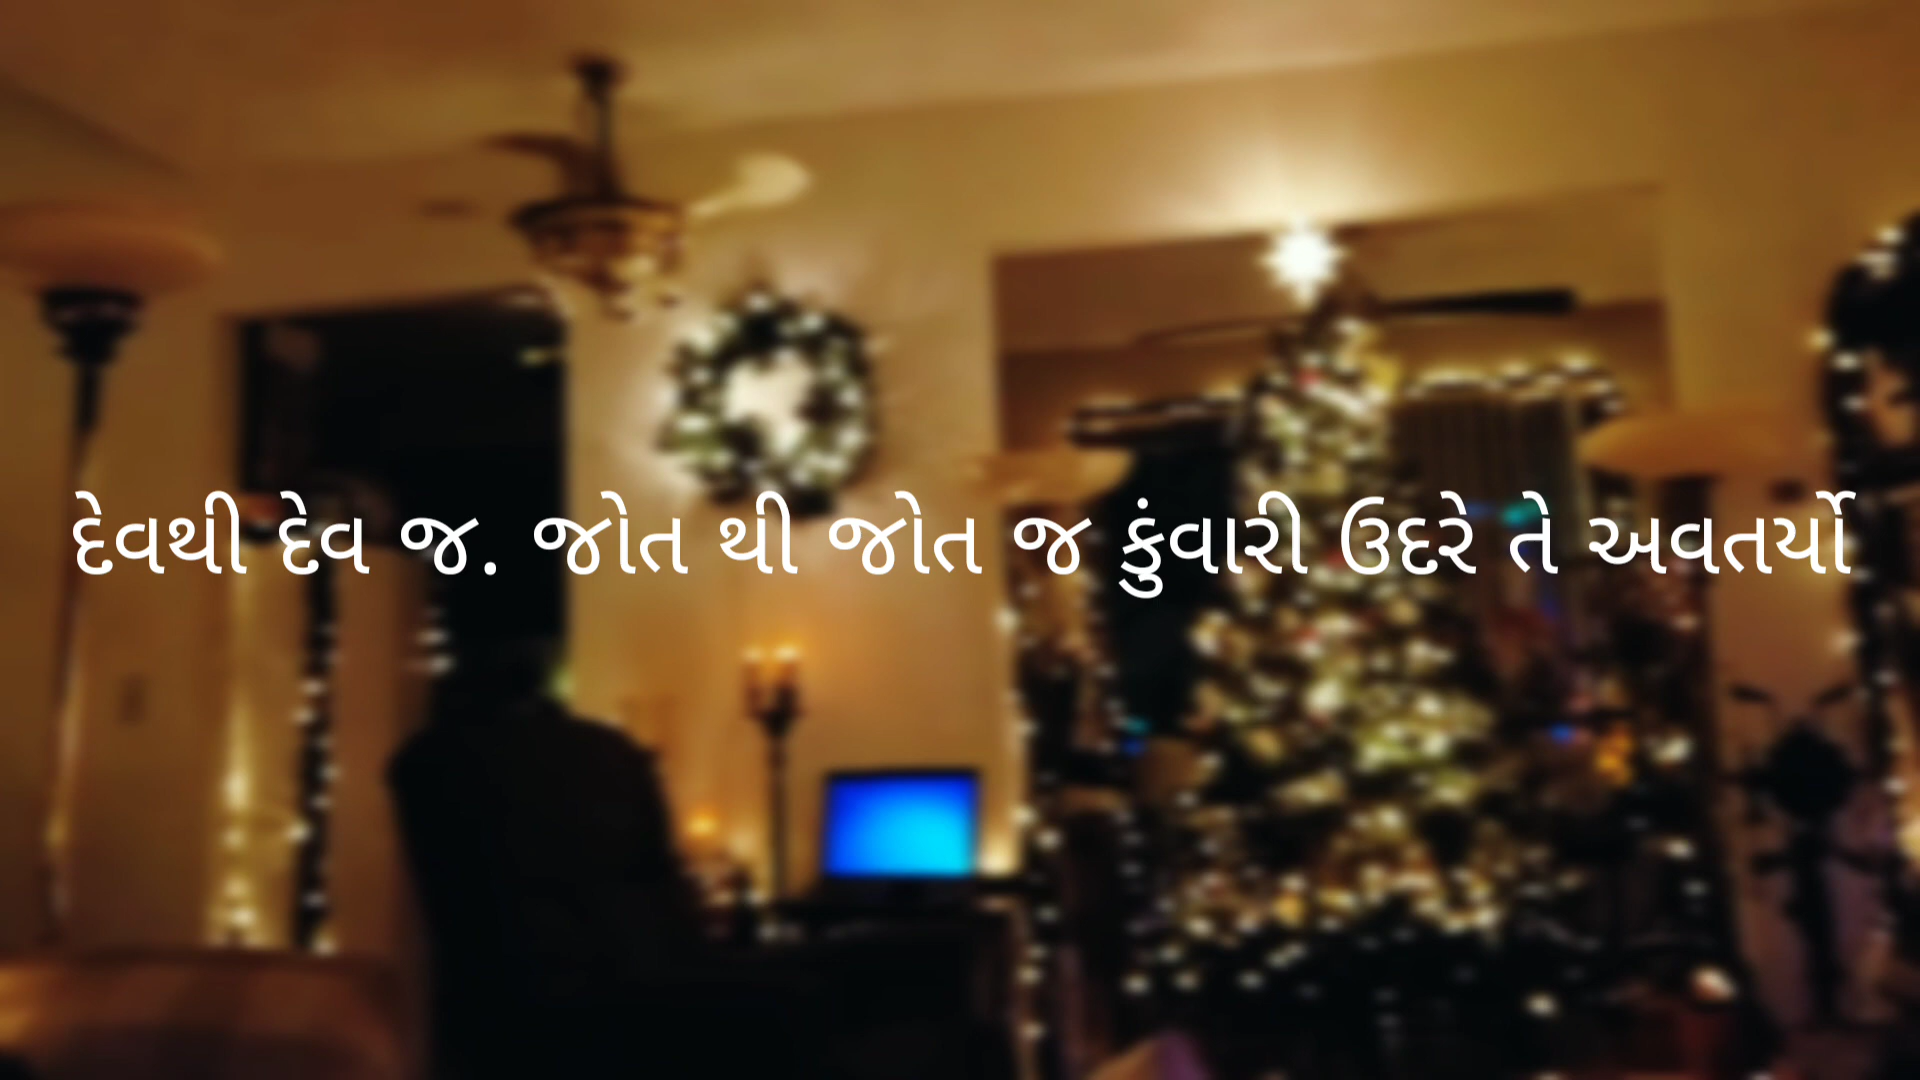 દેવથી દેવ જ. જોત થી જોત જ કુંવારી ઉદરે તે અવતર્યો